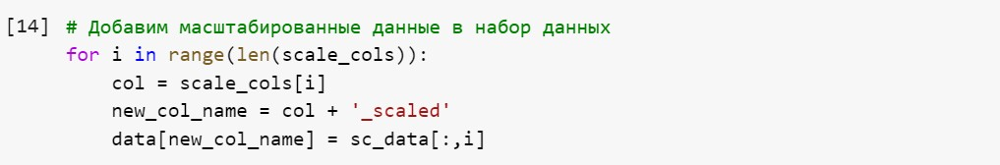 [14] # Добавим масштабированные данные в набор данных
for i in range(len(scale_cols)):
    col = scale_cols[i]
    new_col_name = col + '_scaled'
    data[new_col_name] = sc_data[:,i]